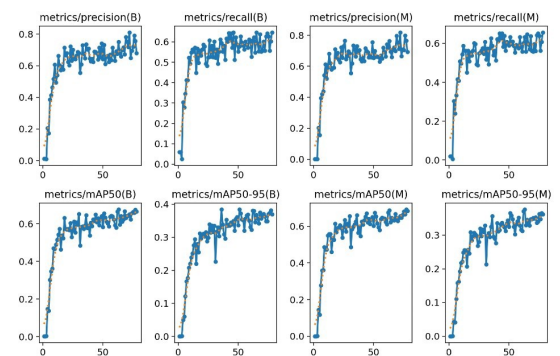 metrics/precision(B) metrics/recall(B) metrics/precision(M) metrics/recall(M)
0.8 0.6 0.8 0.6
0.6 0.5 0.6
0.4 0.4 0.4 0.4
0.3
0.2 0.2 0.2 0.2
0.1
0.0 0.0 0.0 0.0
0 50 0 50 0 50 0 50
metrics/mAP50(B) metrics/mAP50-95(B) metrics/mAP50(M) metrics/mAP50-95(M)
0.4
0.6 0.3 0.6 0.3
0.4 0.2 0.4 0.2
0.2 0.1 0.2 0.1
0.0 0.0 0.0 0.0
0 50 0 50 0 50 0 50